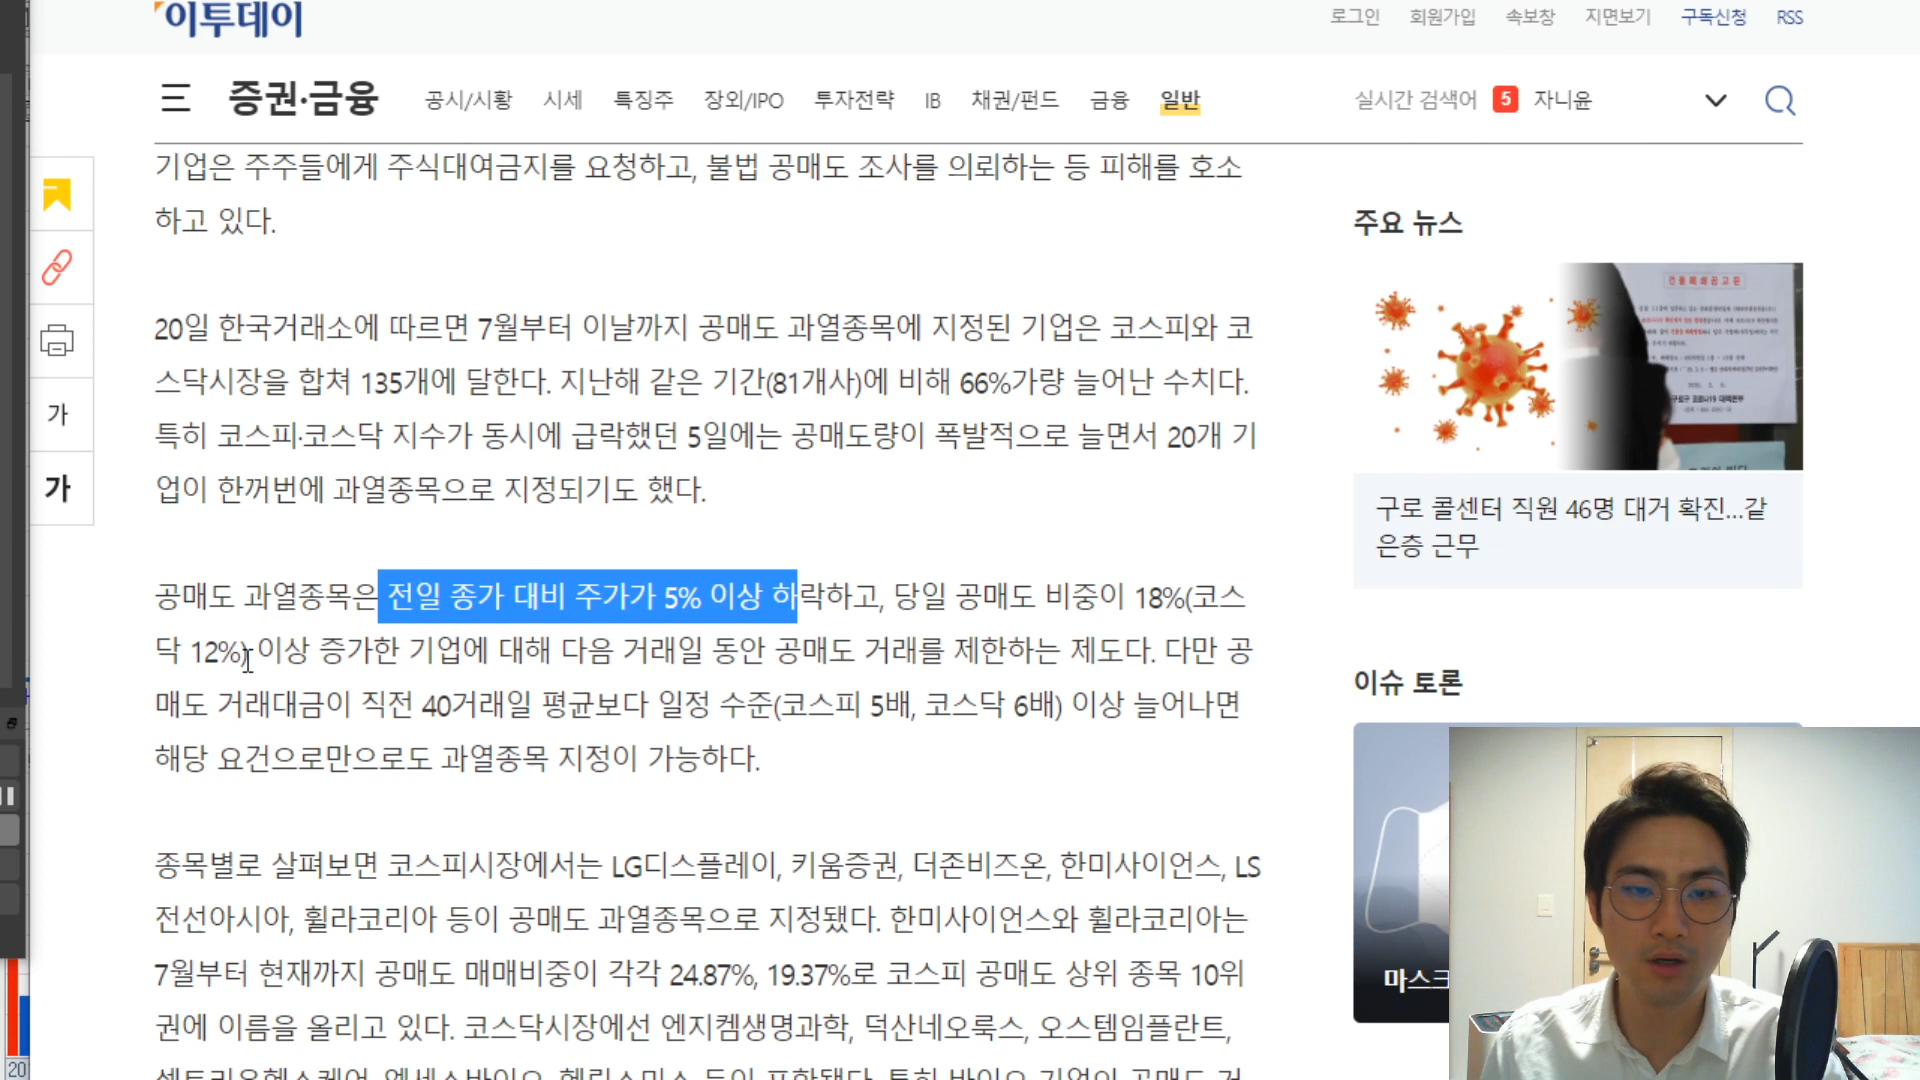 이투데이
로그인 회원가입 속보창 지면보기 구독신청 RSS
증권·금융 공시/시황 시세 특징주 장외/IPO 투자전략 IB 채권/펀드 금융 일반 실시간 검색어 5 자니윤
기업은 주주들에게 주식대여금지를 요청하고, 불법 공매도 조사를 의뢰하는 등 피해를 호소
하고 있다.
20일 한국거래소에 따르면 7월부터 이날까지 공매도 과열종목에 지정된 기업은 코스피와 코
스닥시장을 합쳐 135개에 달한다. 지난해 같은 기간(81개사)에 비해 66%가량 늘어난 수치다.
특히 코스피·코스닥 지수가 동시에 급락했던 5일에는 공매도량이 폭발적으로 늘면서 20개 기
업이 한꺼번에 과열종목으로 지정되기도 했다.
공매도 과열종목은 전일 종가 대비 주가가 5% 이상 하락하고, 당일 공매도 비중이 18%(코스
닥 12%) 이상 증가한 기업에 대해 다음 거래일 동안 공매도 거래를 제한하는 제도다. 다만 공
매도 거래대금이 직전 40거래일 평균보다 일정 수준(코스피 5배, 코스닥 6배) 이상 늘어나면
해당 요건으로만으로도 과열종목 지정이 가능하다.
종목별로 살펴보면 코스피시장에서는 LG디스플레이, 키움증권, 더존비즈온, 한미사이언스, LS
전선아시아, 휠라코리아 등이 공매도 과열종목으로 지정됐다. 한미사이언스와 휠라코리아는
7월부터 현재까지 공매도 매매비중이 각각 24.87%, 19.37%로 코스피 공매도 상위 종목 10위
권에 이름을 올리고 있다. 코스닥시장에선 엔지켐생명과학, 덕산네오룩스, 오스템임플란트,
가
가
주요 뉴스
건물폐쇄공고문
구로 콜센터 직원 46명 대거 확진...같
은층 근무
이슈 토론
마스크
20